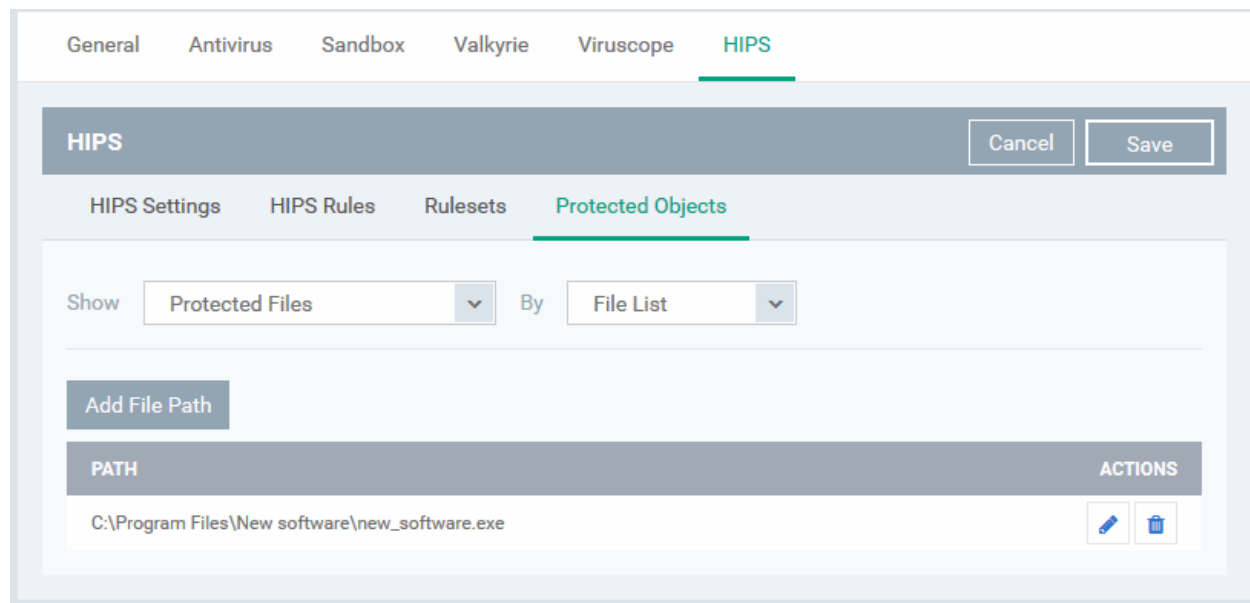 General Antivirus Sandbox Valkyrie Viruscope HIPS
HIPS Cancel Save
HIPS Settings HIPS Rules Rulesets Protected Objects
Show Protected Files By File List
Add File Path
PATH ACTIONS
C:\Program Files\New software\new_software.exe